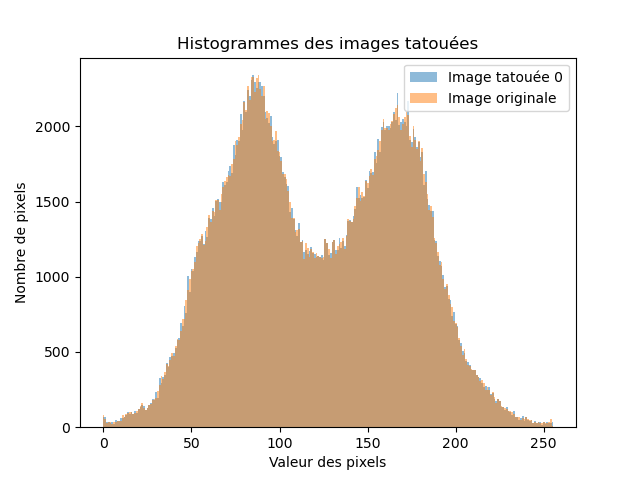 Histogrammes des images tatouées
Image tatouée 0
Image originale
Nombre de pixels
2000
1500
1000
500
0
0 50 100 150 200 250
Valeur des pixels